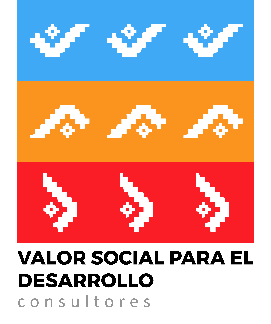 VALOR SOCIAL PARA EL
DESARROLLO
consultores